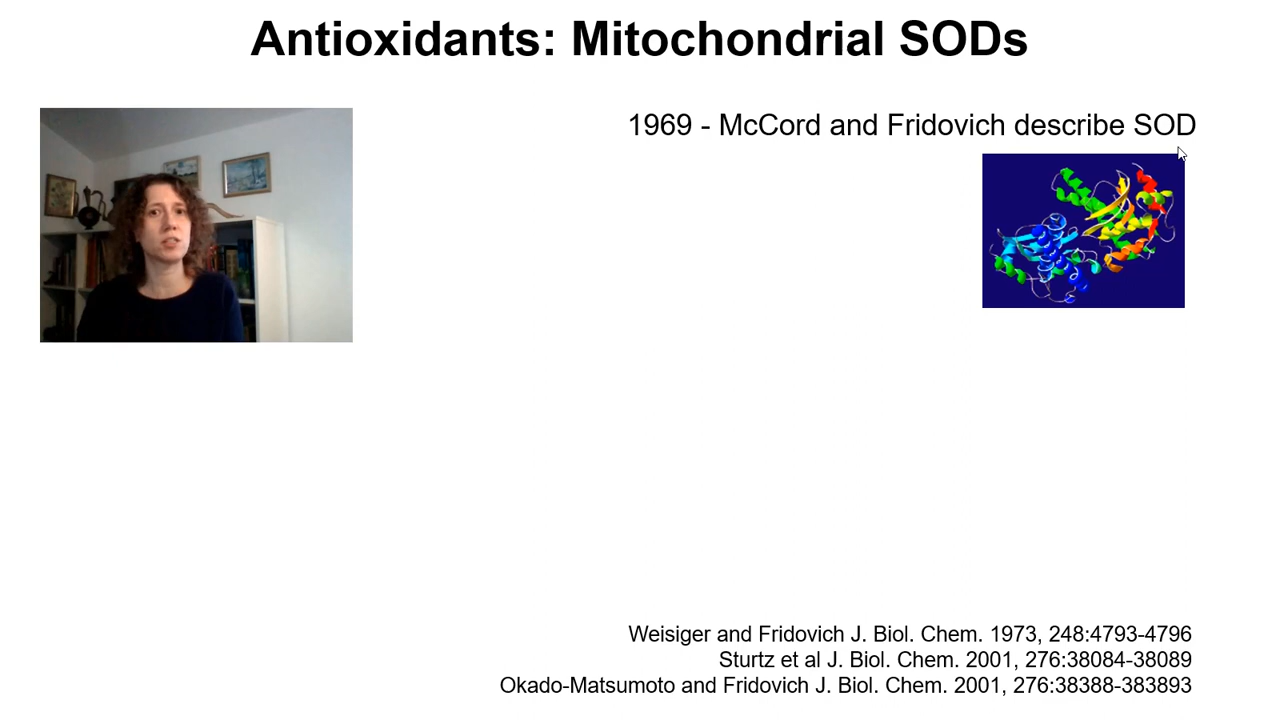 Antioxidants: Mitochondrial SODs
1969 - McCord and Fridovich describe SOD
Weisiger and Fridovich J. Biol. Chem. 1973, 248:4793-4796
Sturtz et al J. Biol. Chem. 2001, 276:38084-38089
Okado-Matsumoto and Fridovich J. Biol. Chem. 2001, 276:38388-383893